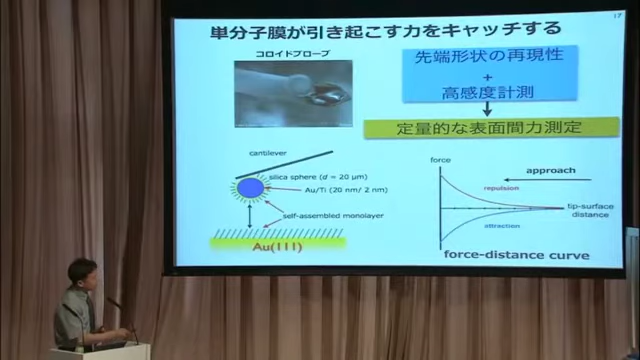 17
単分子膜が引き起こす力をキャッチする
コロイドプローブ
先端形状の再現性
+
高感度計測
定量的な表面間力測定
cantilever
silica sphere (d = 20 μm)
Au/Ti (20 nm/ 2 nm)
self-assembled monolayer
Au(111)
force
approach
repulsion
tip-surface
distance
attraction
force-distance curve